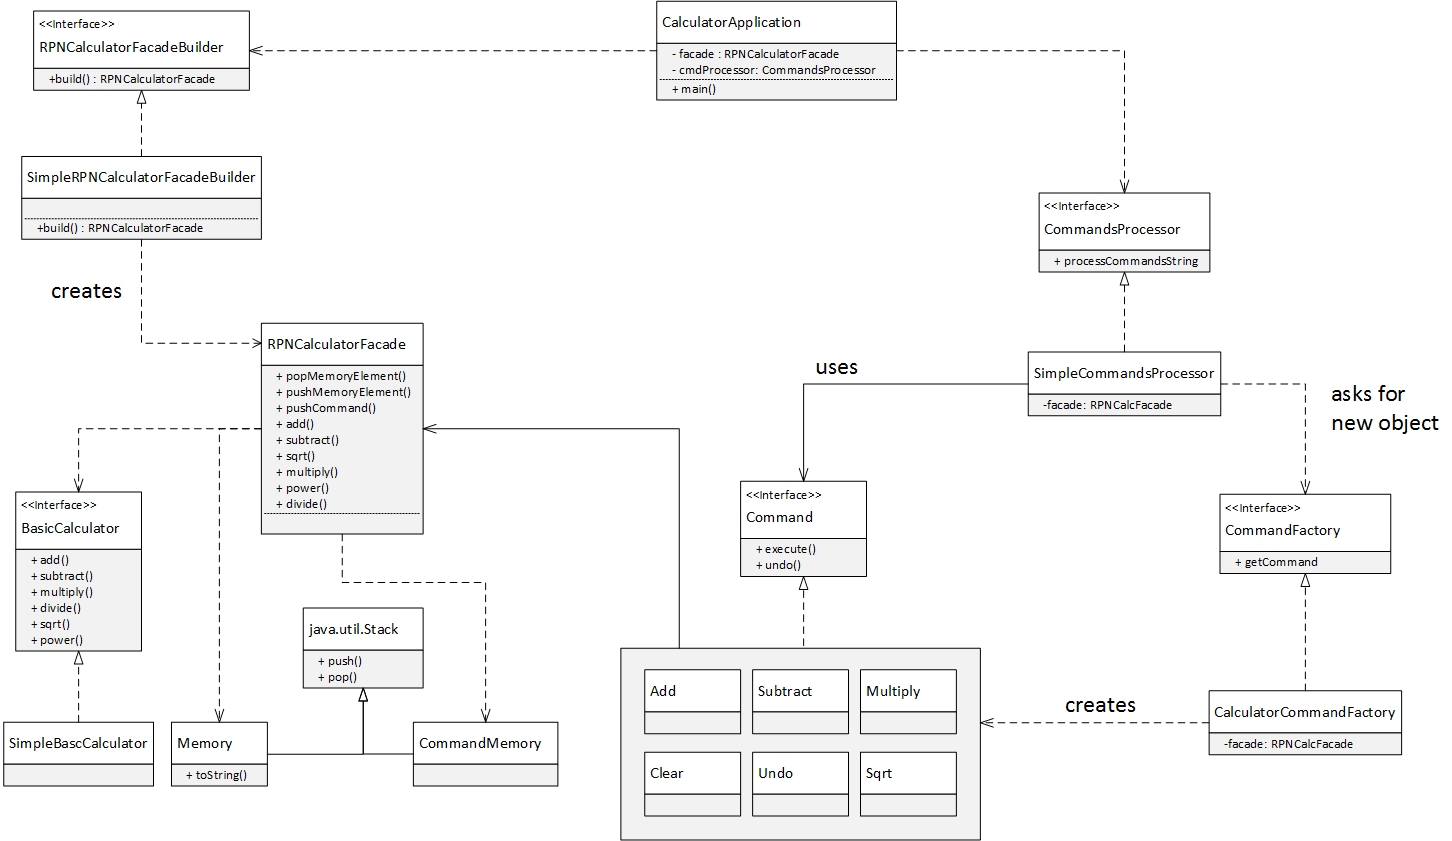 <<Interface>>
RPNCalculatorFacadeBuilder
+build() : RPNCalculatorFacade
CalculatorApplication
- facade : RPNCalculatorFacade
- cmdProcessor: CommandsProcessor
+ main()
SimpleRPNCalculatorFacadeBuilder
+build() : RPNCalculatorFacade
<<Interface>>
CommandsProcessor
+ processCommandsString
creates
RPNCalculatorFacade
+ popMemoryElement()
+ pushMemoryElement()
+ pushCommand()
+ add()
+ subtract()
+ sqrt()
+ multiply()
+ power()
+ divide()
uses
SimpleCommandsProcessor
-facade: RPNCalcFacade
asks for
new object
<<Interface>>
BasicCalculator
+ add()
+ subtract()
+ multiply()
+ divide()
+ sqrt()
+ power()
<<Interface>>
Command
+ execute()
+ undo()
<<Interface>>
CommandFactory
+ getCommand
java.util.Stack
+ push()
+ pop()
SimpleBascCalculator
Memory
+ toString()
CommandMemory
Add
Subtract
Multiply
Clear
Undo
Sqrt
creates
CalculatorCommandFactory
-facade: RPNCalcFacade